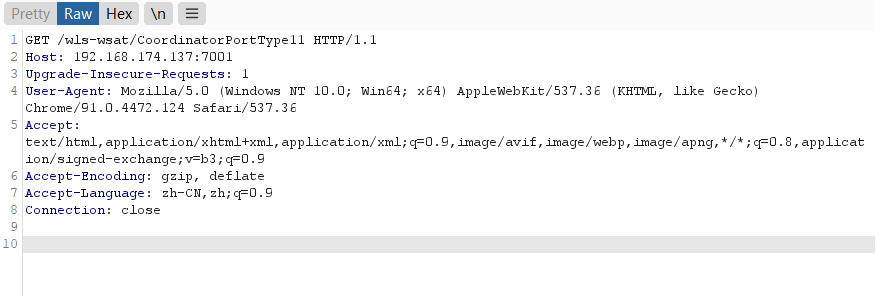 Pretty Raw Hex \n
1 GET /wls-wsat/CoordinatorPortType11 HTTP/1.1
2 Host: 192.168.174.137:7001
3 Upgrade-Insecure-Requests: 1
4 User-Agent: Mozilla/5.0 (Windows NT 10.0; Win64; x64) AppleWebKit/537.36 (KHTML, like Gecko)
Chrome/91.0.4472.124 Safari/537.36
5 Accept:
text/html,application/xhtml+xml,application/xml;q=0.9,image/avif,image/webp,image/apng,*/*;q=0.8,applicat
ion/signed-exchange;v=b3;q=0.9
6 Accept-Encoding: gzip, deflate
7 Accept-Language: zh-CN,zh;q=0.9
8 Connection: close
9
10